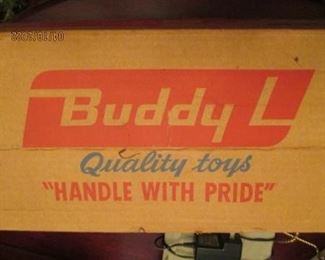 Buddy L
Quality toys
"HANDLE WITH PRIDE"